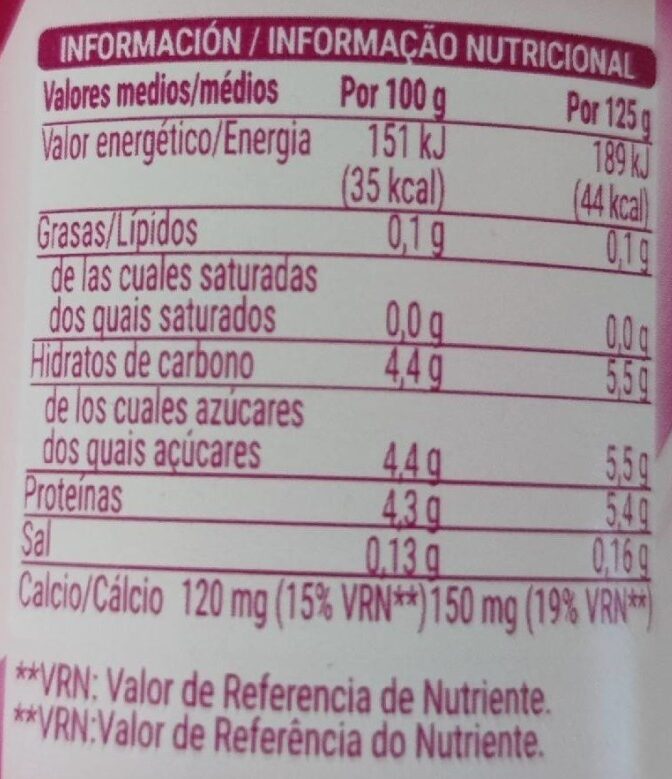 INFORMACIÓN / INFORMAÇÃO NUTRICIONAL
Valores medios/médios Por 100 g Por 125 g
Valor energético/Energia 151 kJ 189 kJ
(35 kcal) (44 kcal)
Grasas/Lípidos 0,1 g 0,1 g
de las cuales saturadas
dos quais saturados 0,0 g 0,0 g
Hidratos de carbono 4,4 g 5,5 g
de los cuales azúcares
dos quais açúcares 4,4 g 5,5 g
Proteínas 4,3 g 5,4 g
Sal 0,13 g 0,16 g
Calcio/Cálcio 120 mg (15% VRN**) 150 mg (19% VRN**)
**VRN: Valor de Referencia de Nutriente.
**VRN:Valor de Referência do Nutriente.